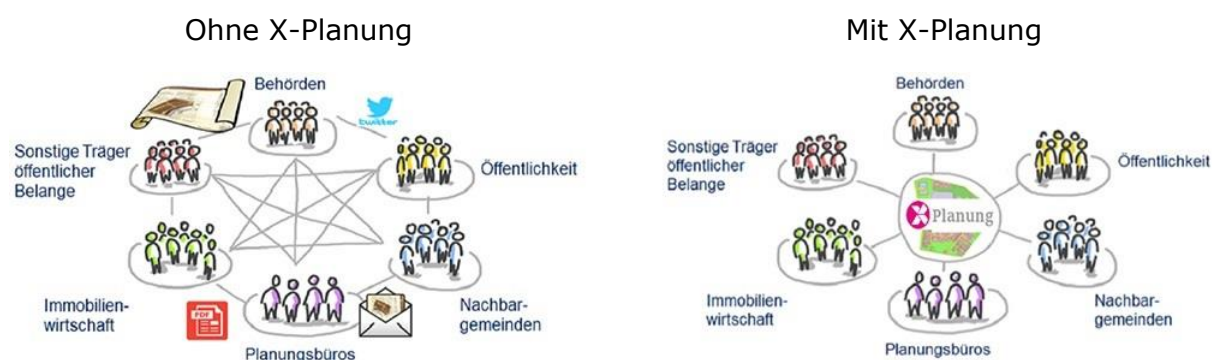 Ohne X-Planung
Mit X-Planung
Behörden
twitter
Sonstige Träger
öffentlicher
Belange
Öffentlichkeit
Immobilien-
wirtschaft
PDF
Nachbar-
gemeinden
Planungsbüros
Behörden
Sonstige Träger
öffentlicher
Belange
Öffentlichkeit
X Planung
Immobilien-
wirtschaft
Nachbar-
gemeinden
Planungsbüros